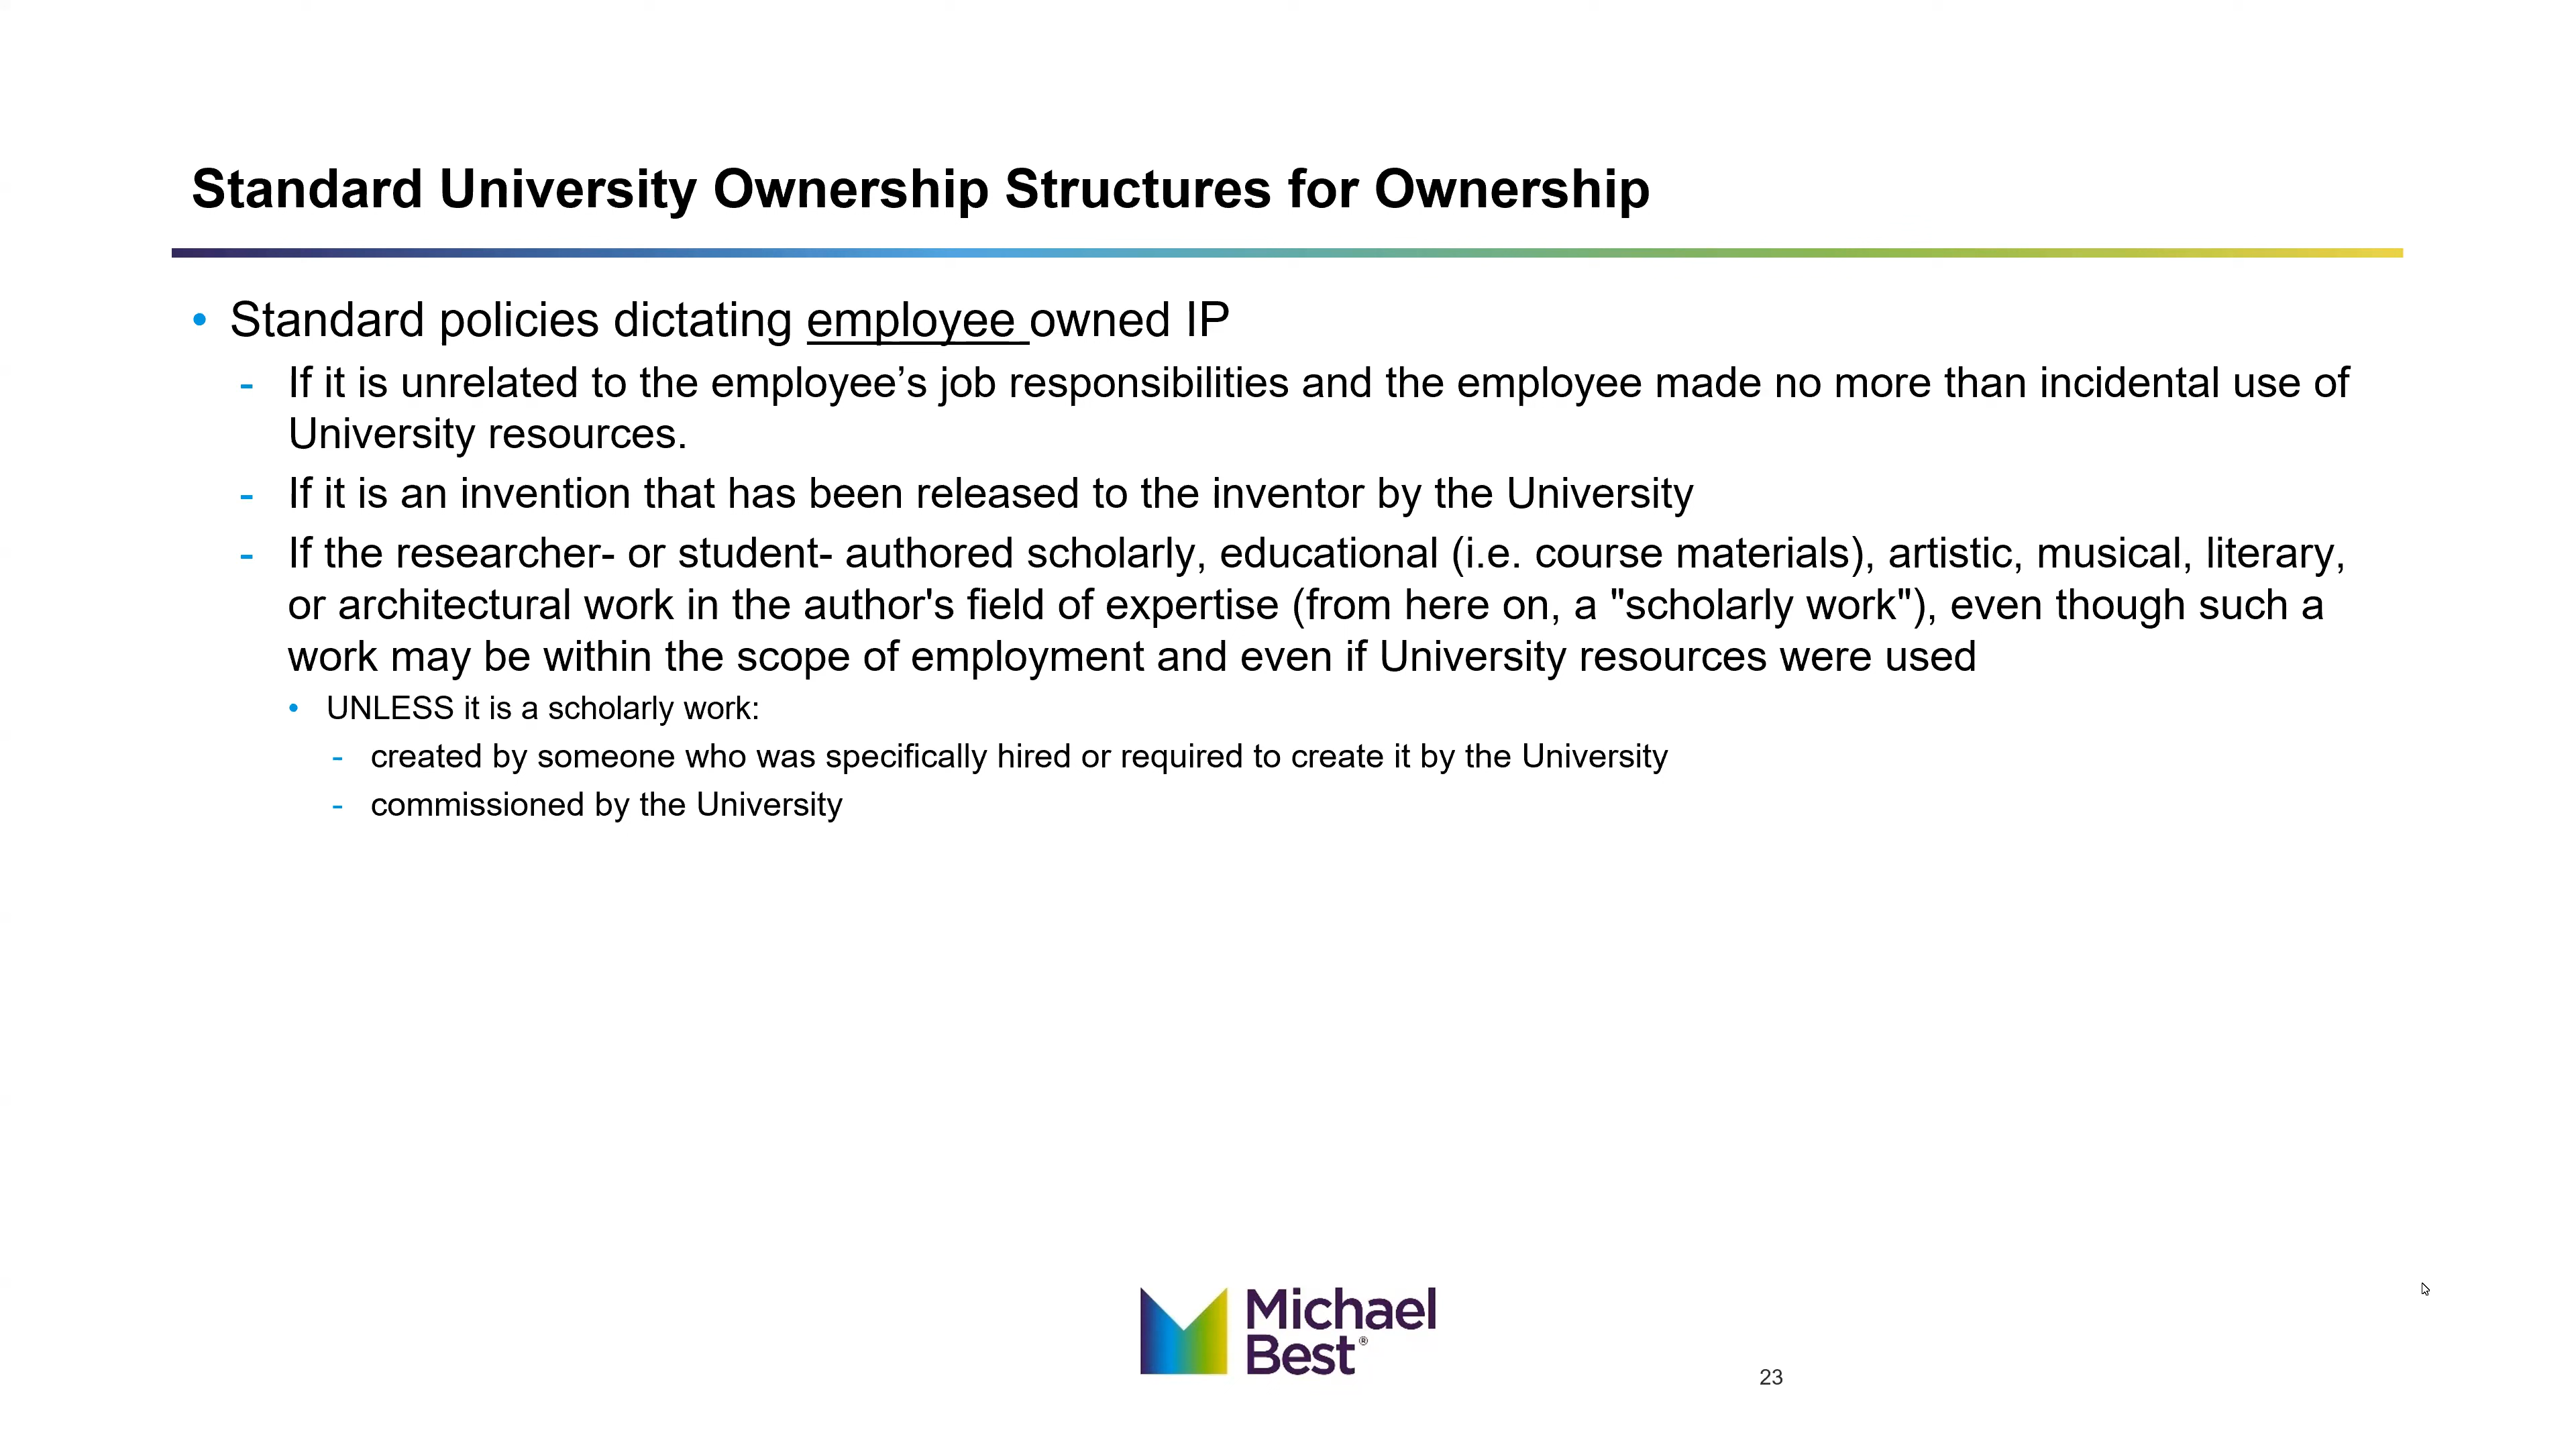 Standard University Ownership Structures for Ownership
• Standard policies dictating employee owned IP
- If it is unrelated to the employee’s job responsibilities and the employee made no more than incidental use of
University resources.
- If it is an invention that has been released to the inventor by the University
- If the researcher- or student- authored scholarly, educational (i.e. course materials), artistic, musical, literary,
or architectural work in the author's field of expertise (from here on, a "scholarly work"), even though such a
work may be within the scope of employment and even if University resources were used
• UNLESS it is a scholarly work:
- created by someone who was specifically hired or required to create it by the University
- commissioned by the University
Michael
Best®
23